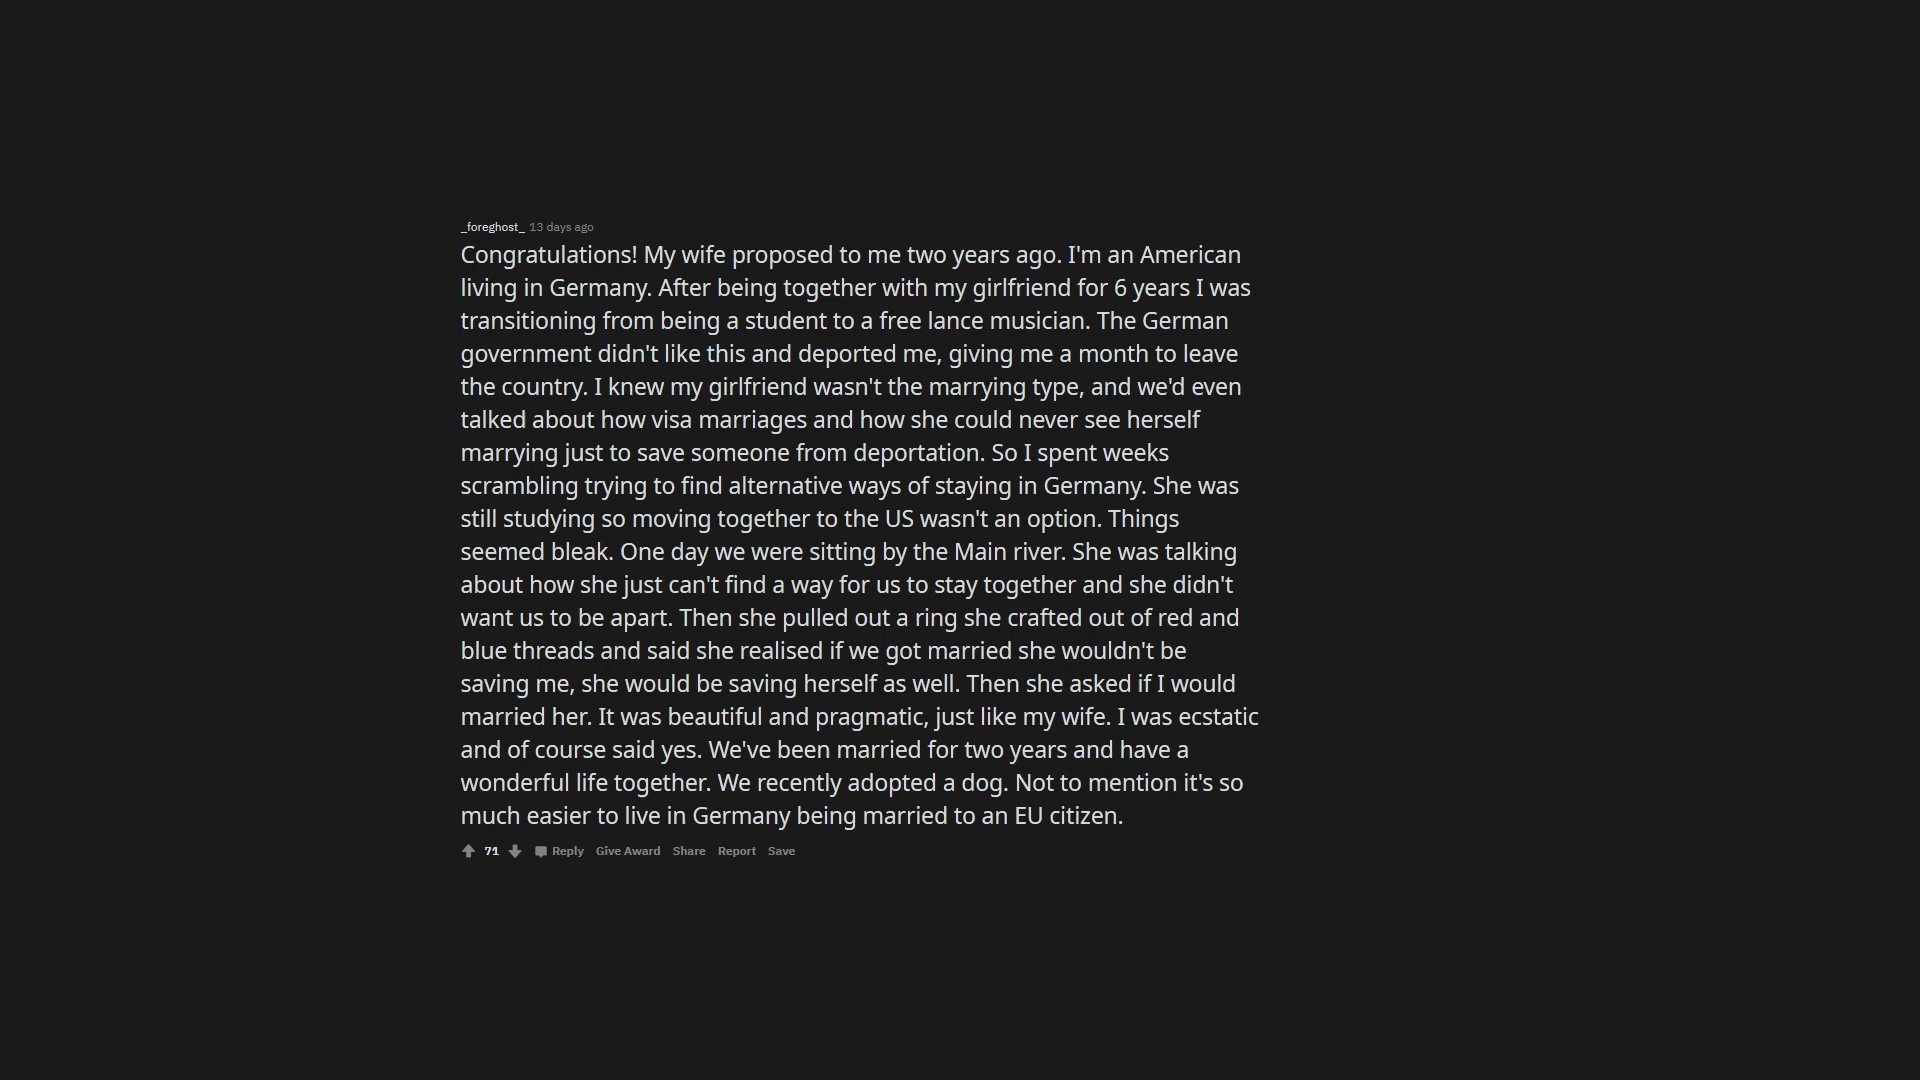 _foreghost_ 13 days ago
Congratulations! My wife proposed to me two years ago. I'm an American
living in Germany. After being together with my girlfriend for 6 years I was
transitioning from being a student to a free lance musician. The German
government didn't like this and deported me, giving me a month to leave
the country. I knew my girlfriend wasn't the marrying type, and we'd even
talked about how visa marriages and how she could never see herself
marrying just to save someone from deportation. So I spent weeks
scrambling trying to find alternative ways of staying in Germany. She was
still studying so moving together to the US wasn't an option. Things
seemed bleak. One day we were sitting by the Main river. She was talking
about how she just can't find a way for us to stay together and she didn't
want us to be apart. Then she pulled out a ring she crafted out of red and
blue threads and said she realised if we got married she wouldn't be
saving me, she would be saving herself as well. Then she asked if I would
married her. It was beautiful and pragmatic, just like my wife. I was ecstatic
and of course said yes. We've been married for two years and have a
wonderful life together. We recently adopted a dog. Not to mention it's so
much easier to live in Germany being married to an EU citizen.
71 Reply Give Award Share Report Save